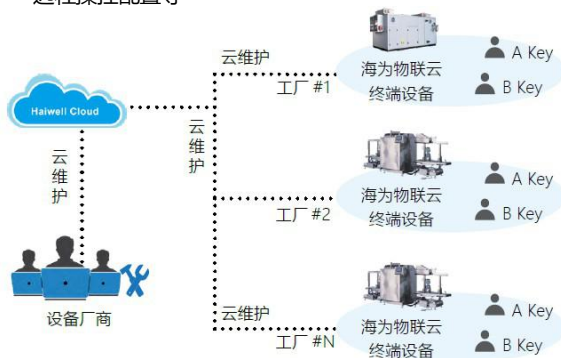 云维护
海为物联云
终端设备
A Key
B Key
工厂 #1
Haiwell Cloud
云维护
云维护
海为物联云
终端设备
A Key
B Key
工厂 #2
设备厂商
云维护
海为物联云
终端设备
A Key
B Key
工厂 #N